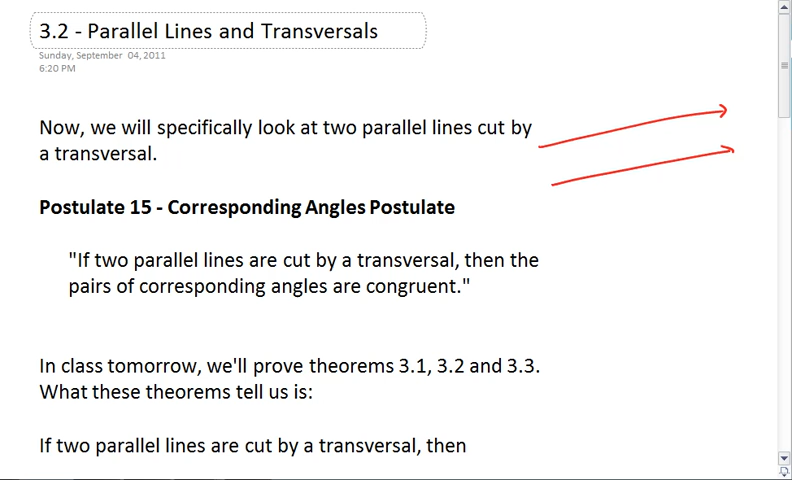 3.2 - Parallel Lines and Transversals
Sunday, September 04, 2011
6:20 PM
Now, we will specifically look at two parallel lines cut by
a transversal.
Postulate 15 - Corresponding Angles Postulate
"If two parallel lines are cut by a transversal, then the
pairs of corresponding angles are congruent."
In class tomorrow, we'll prove theorems 3.1, 3.2 and 3.3.
What these theorems tell us is:
If two parallel lines are cut by a transversal, then